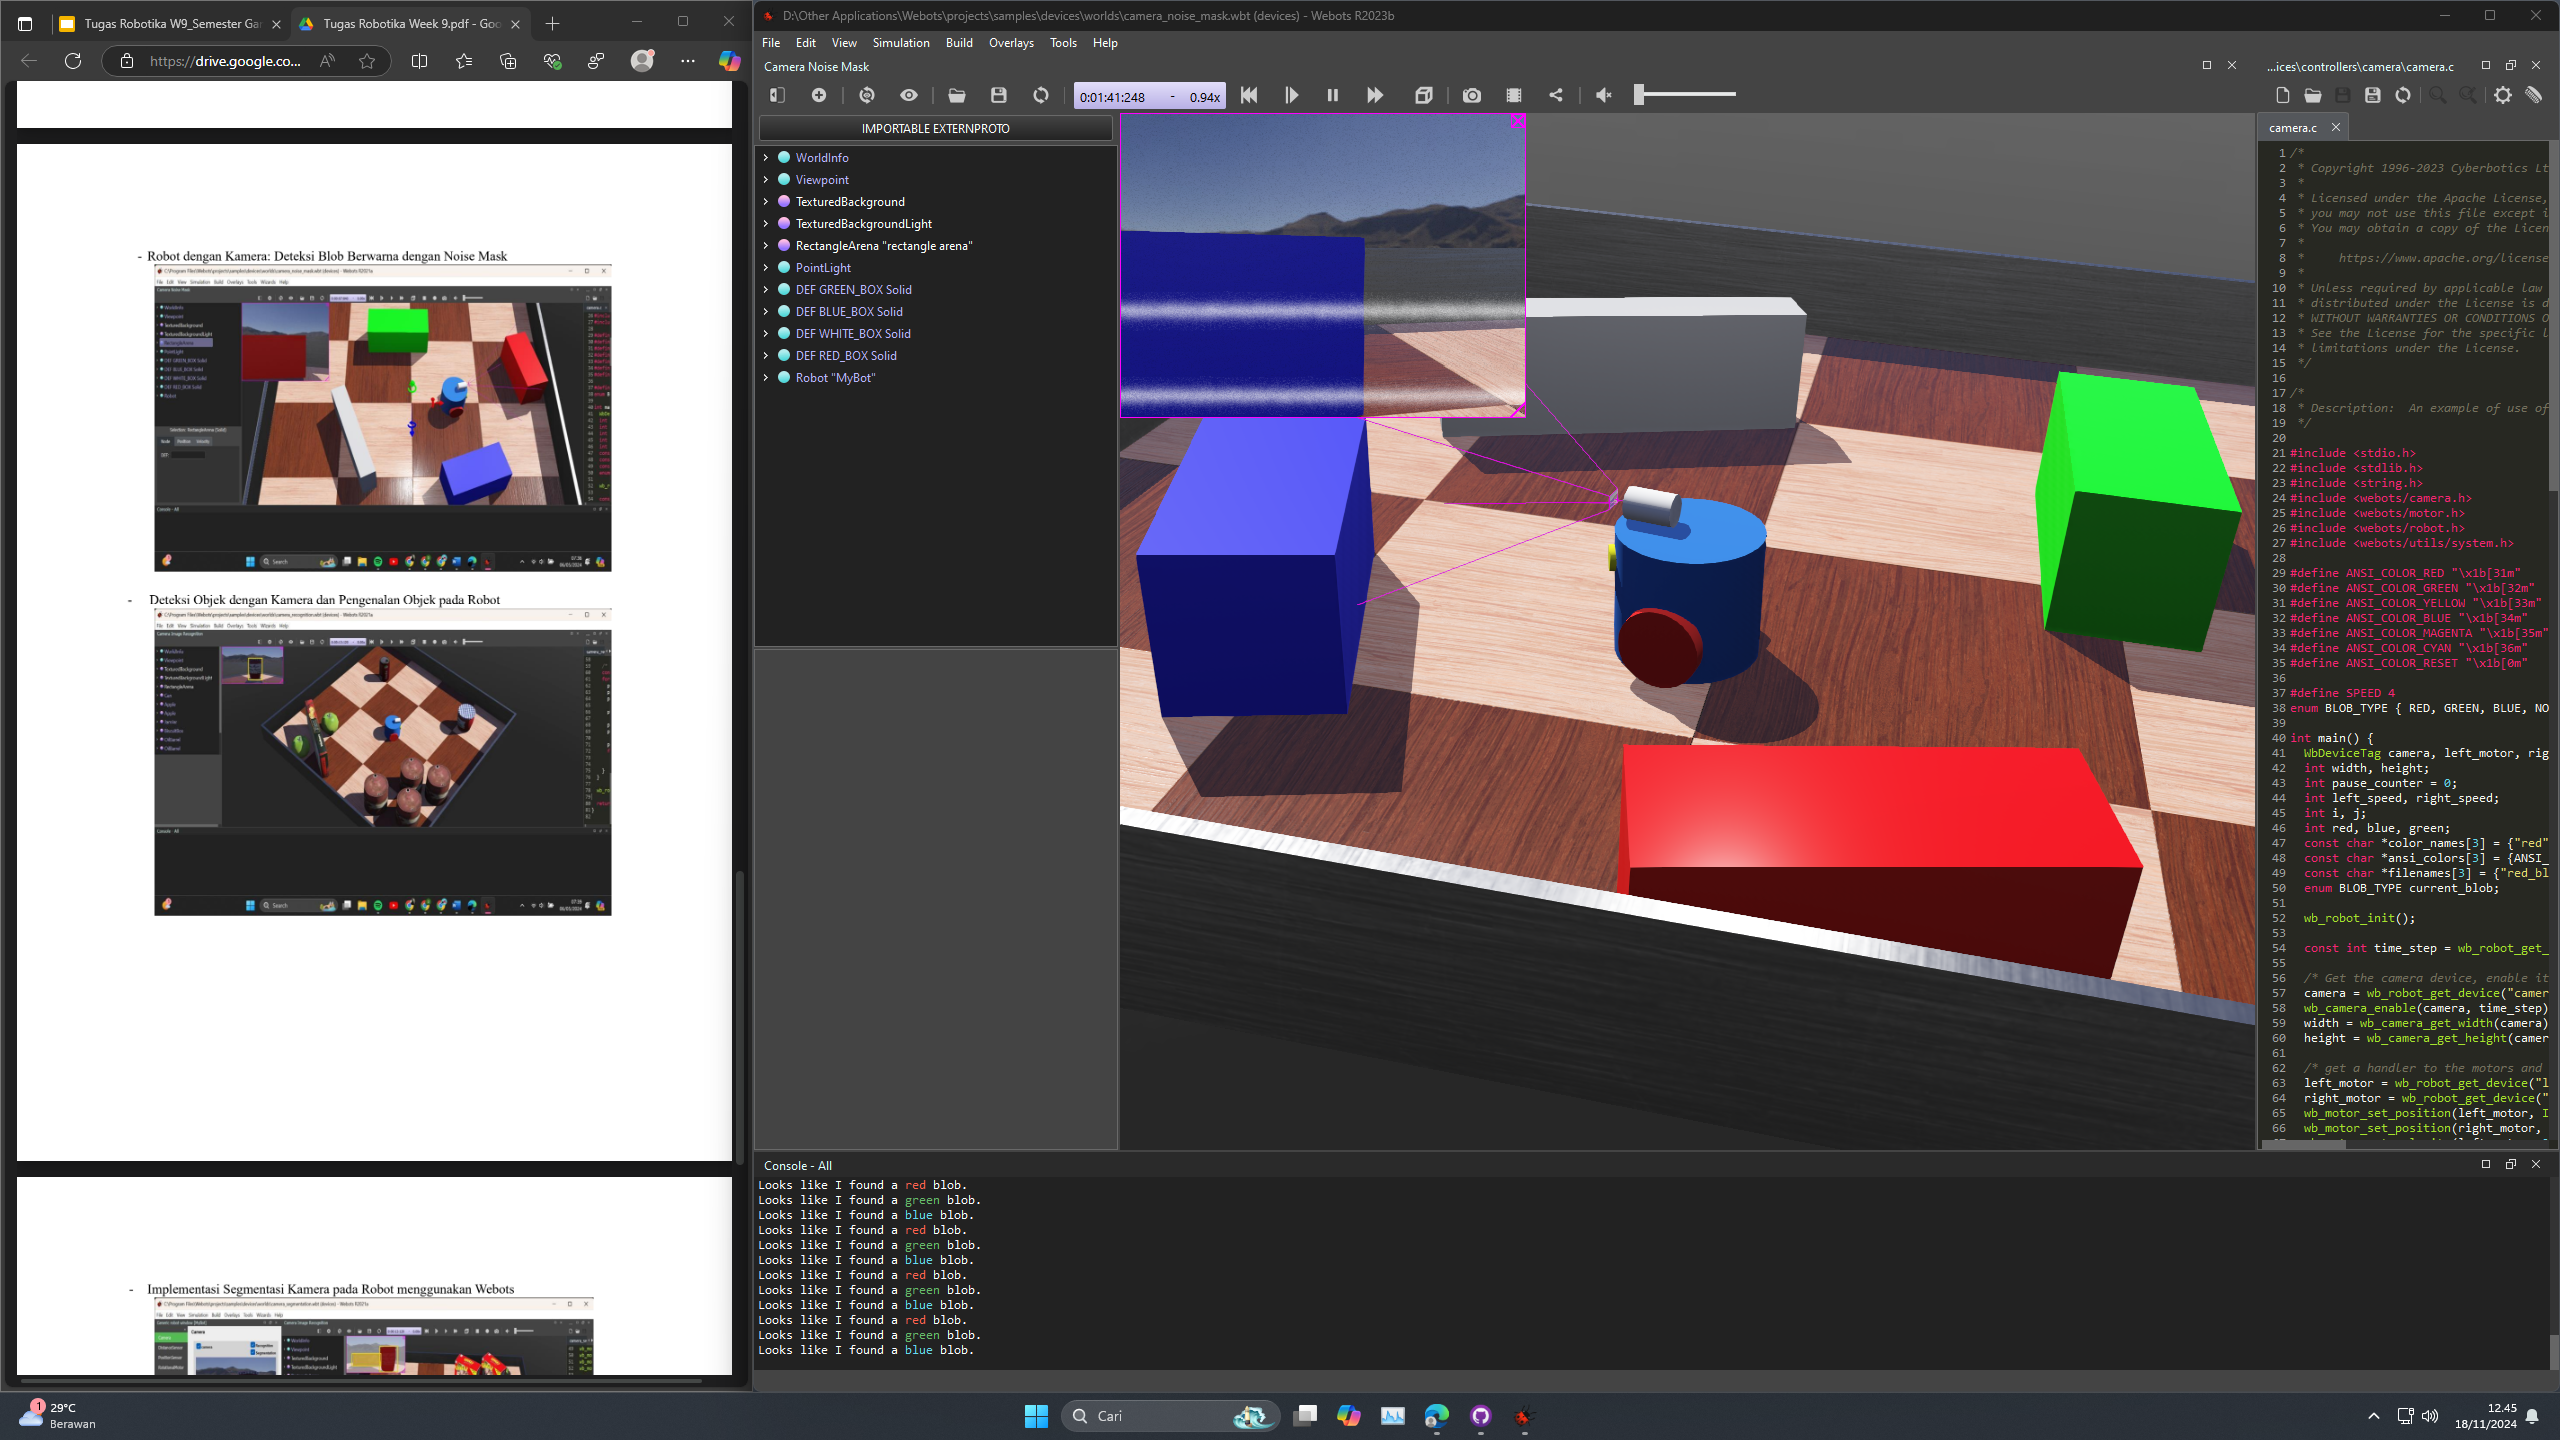 Tugas Robotika W9_Semester Gar
Tugas Robotika Week 9.pdf - Goo
https://drive.google.co...
- Robot dengan Kamera: Deteksi Blob Berwarna dengan Noise Mask
- Deteksi Objek dengan Kamera dan Pengenalan Objek pada Robot
- Implementasi Segmentasi Kamera pada Robot menggunakan Webots
D:\Other Applications\Webots\projects\samples\devices\worlds\camera_noise_mask.wbt (devices) - Webots R2023b
File Edit View Simulation Build Overlays Tools Help
Camera Noise Mask
0:01:41:248 - 0.94x
IMPORTABLE EXTERNPROTO
WorldInfo
Viewpoint
TexturedBackground
TexturedBackgroundLight
RectangleArena "rectangle arena"
PointLight
DEF GREEN_BOX Solid
DEF BLUE_BOX Solid
DEF WHITE_BOX Solid
DEF RED_BOX Solid
Robot "MyBot"
...ices\controllers\camera\camera.c
camera.c
1 /*
2 * Copyright 1996-2023 Cyberbotics Lt
3 *
4 * Licensed under the Apache License,
5 * you may not use this file except i
6 * You may obtain a copy of the Licen
7 *
8 * https://www.apache.org/license
9 *
10 * Unless required by applicable law
11 * distributed under the License is d
12 * WITHOUT WARRANTIES OR CONDITIONS O
13 * See the License for the specific l
14 * limitations under the License.
15 */
16
17 /*
18 * Description: An example of use of
19 */
20
21 #include <stdio.h>
22 #include <stdlib.h>
23 #include <string.h>
24 #include <webots/camera.h>
25 #include <webots/motor.h>
26 #include <webots/robot.h>
27 #include <webots/utils/system.h>
28
29 #define ANSI_COLOR_RED "\x1b[31m"
30 #define ANSI_COLOR_GREEN "\x1b[32m"
31 #define ANSI_COLOR_YELLOW "\x1b[33m"
32 #define ANSI_COLOR_BLUE "\x1b[34m"
33 #define ANSI_COLOR_MAGENTA "\x1b[35m"
34 #define ANSI_COLOR_CYAN "\x1b[36m"
35 #define ANSI_COLOR_RESET "\x1b[0m"
36
37 #define SPEED 4
38 enum BLOB_TYPE { RED, GREEN, BLUE, NO
39
40 int main() {
41 WbDeviceTag camera, left_motor, rig
42 int width, height;
43 int pause_counter = 0;
44 int left_speed, right_speed;
45 int i, j;
46 int red, blue, green;
47 const char *color_names[3] = {"red"
48 const char *ansi_colors[3] = {ANSI_
49 const char *filenames[3] = {"red_bl
50 enum BLOB_TYPE current_blob;
51
52 wb_robot_init();
53
54 const int time_step = wb_robot_get_
55
56 /* Get the camera device, enable it
57 camera = wb_robot_get_device("camer
58 wb_camera_enable(camera, time_step)
59 width = wb_camera_get_width(camera)
60 height = wb_camera_get_height(camer
61
62 /* get a handler to the motors and
63 left_motor = wb_robot_get_device("l
64 right_motor = wb_robot_get_device("
65 wb_motor_set_position(left_motor, I
66 wb_motor_set_position(right_motor,
Console - All
Looks like I found a red blob.
Looks like I found a green blob.
Looks like I found a blue blob.
Looks like I found a red blob.
Looks like I found a green blob.
Looks like I found a blue blob.
Looks like I found a red blob.
Looks like I found a green blob.
Looks like I found a blue blob.
Looks like I found a red blob.
Looks like I found a green blob.
Looks like I found a blue blob.
1
29°C
Berawan
Cari
12.45
18/11/2024